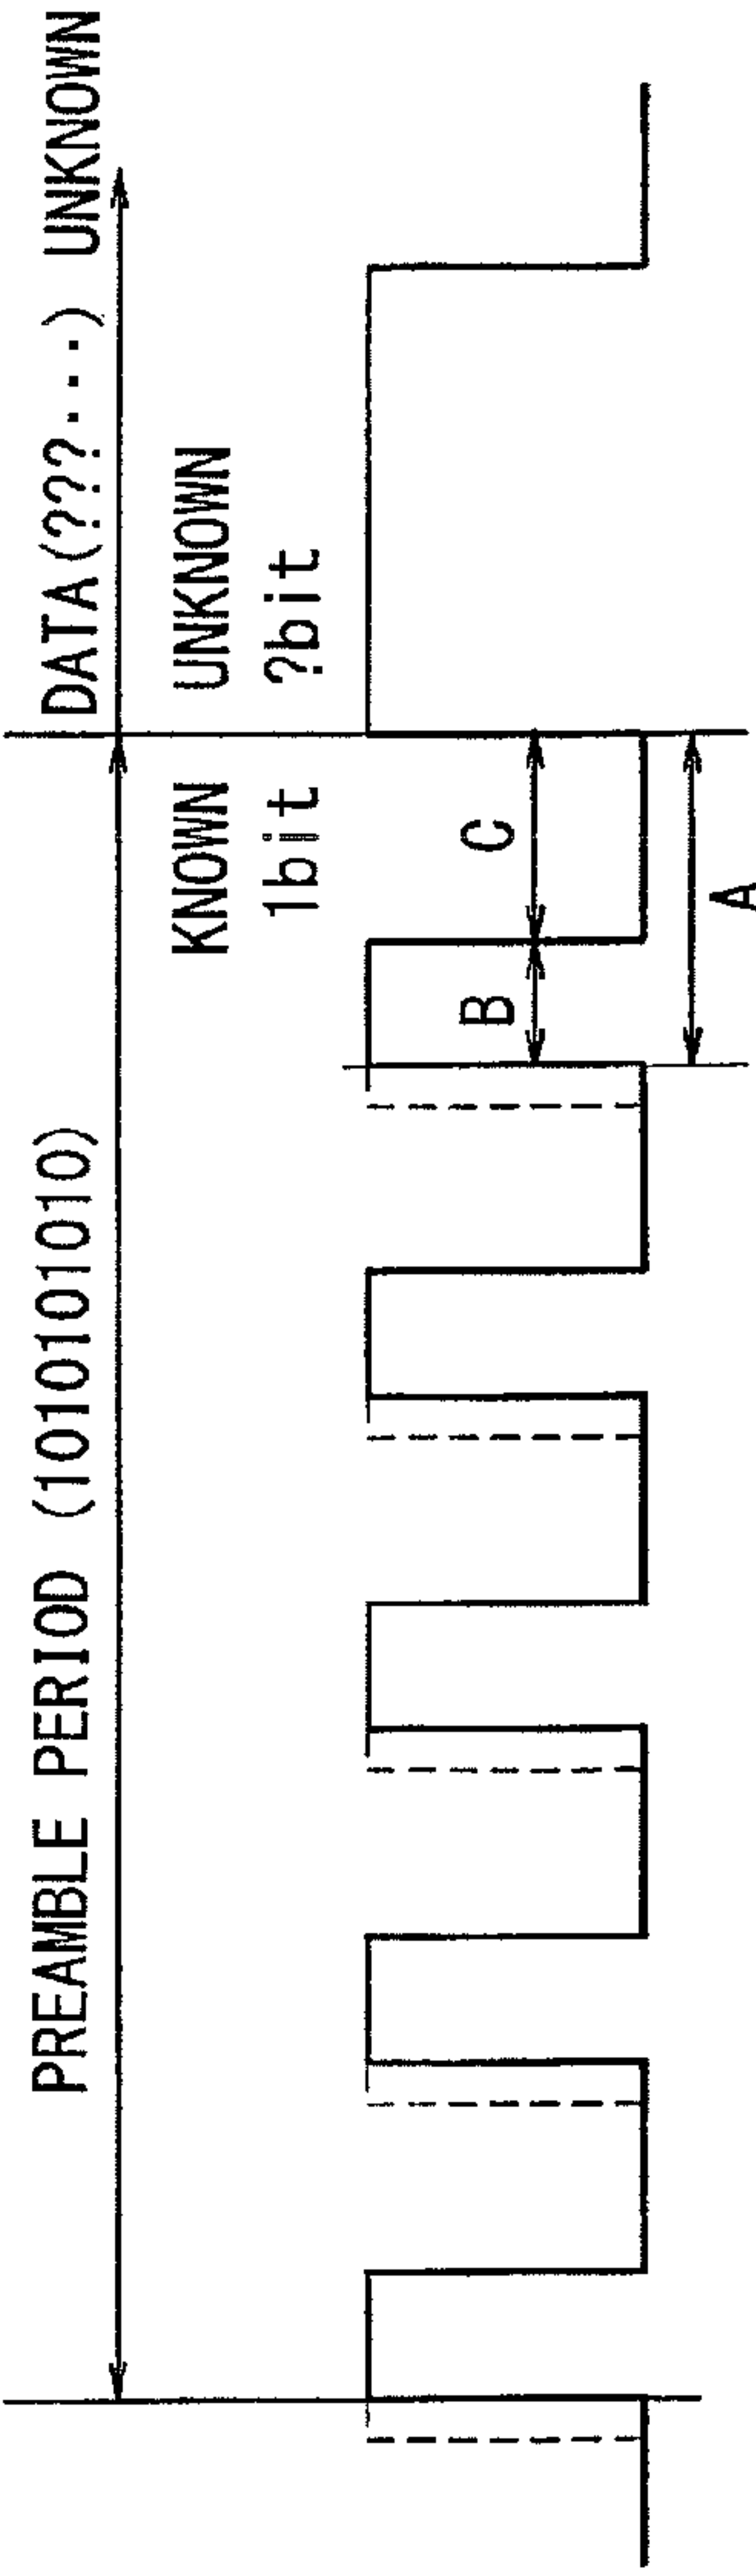 PREAMBLE PERIOD (1010101010)
DATA(???···) UNKNOWN
KNOWN
1bit
UNKNOWN
?bit
B
C
A